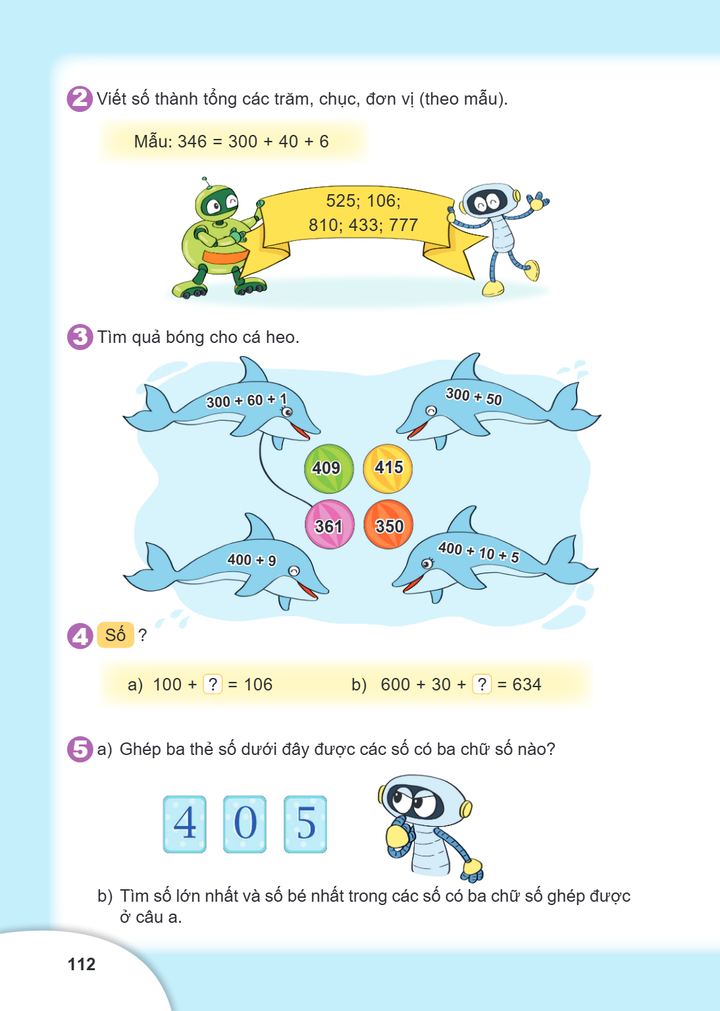 2 Viết số thành tổng các trăm, chục, đơn vị (theo mẫu).
Mẫu: 346 = 300 + 40 + 6
525; 106;
810; 433; 777
3 Tìm quả bóng cho cá heo.
300 + 60 + 1
300 + 50
409
415
361
350
400 + 9
400 + 10 + 5
4 Số ?
a) 100 + ? = 106
b) 600 + 30 + ? = 634
5 a) Ghép ba thẻ số dưới đây được các số có ba chữ số nào?
4 0 5
b) Tìm số lớn nhất và số bé nhất trong các số có ba chữ số ghép được
ở câu a.
112